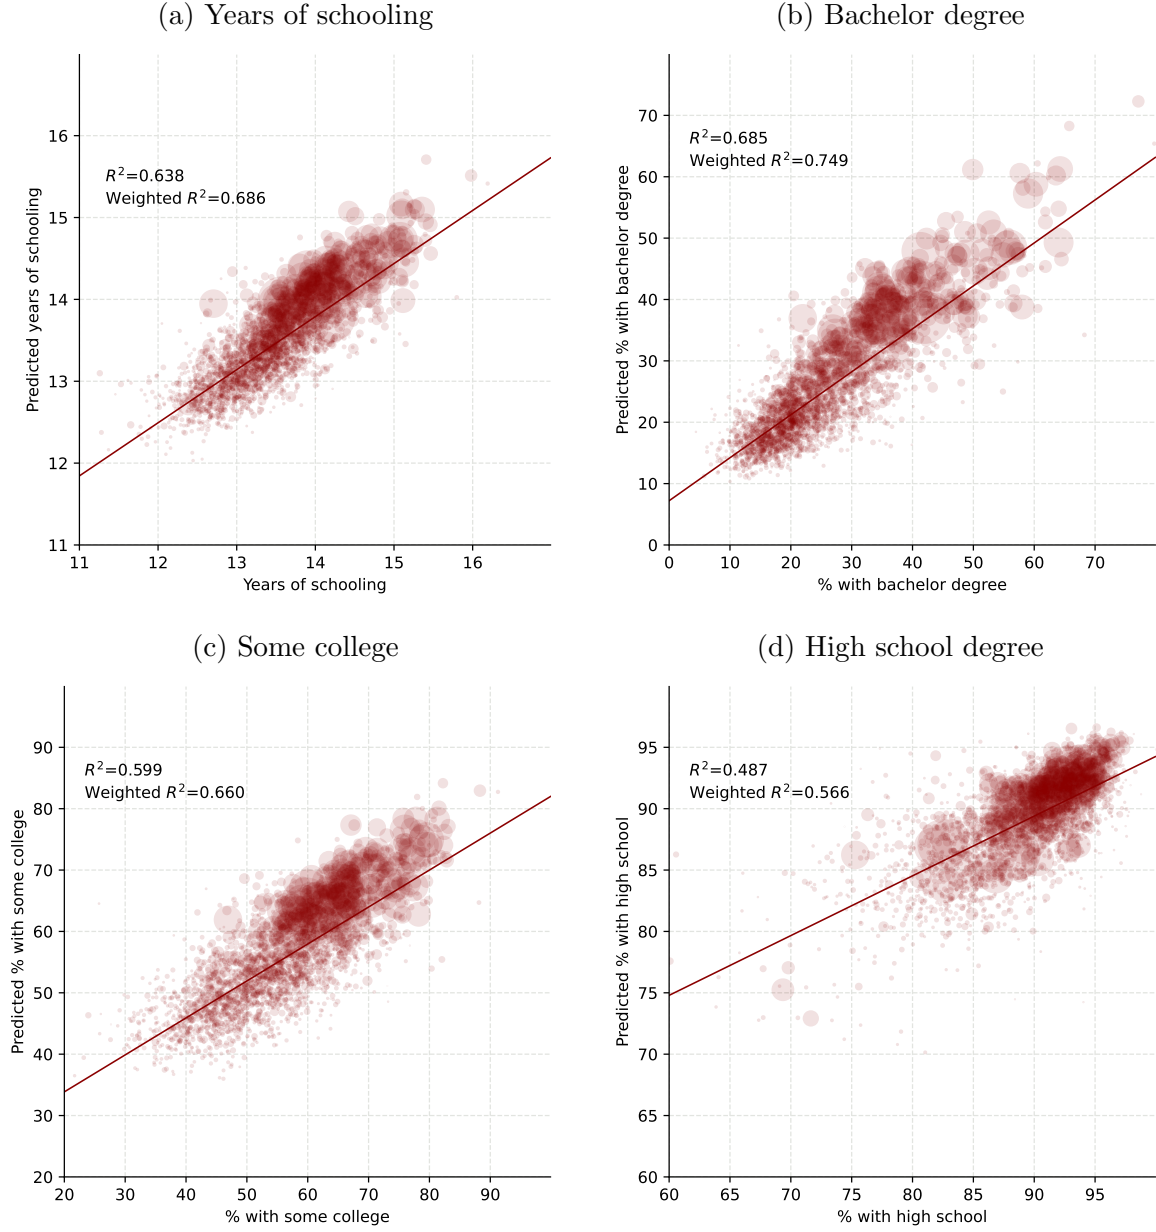 (a) Years of schooling
16
15
14
13
12
11
Predicted years of schooling
R²=0.638
Weighted R²=0.686
11 12 13 14 15 16
Years of schooling
(b) Bachelor degree
70
60
50
40
30
20
10
0
Predicted % with bachelor degree
R²=0.685
Weighted R²=0.749
0 10 20 30 40 50 60 70
% with bachelor degree
(c) Some college
90
80
70
60
50
40
30
20
Predicted % with some college
R²=0.599
Weighted R²=0.660
20 30 40 50 60 70 80 90
% with some college
(d) High school degree
95
90
85
80
75
70
65
60
Predicted % with high school
R²=0.487
Weighted R²=0.566
60 65 70 75 80 85 90 95
% with high school